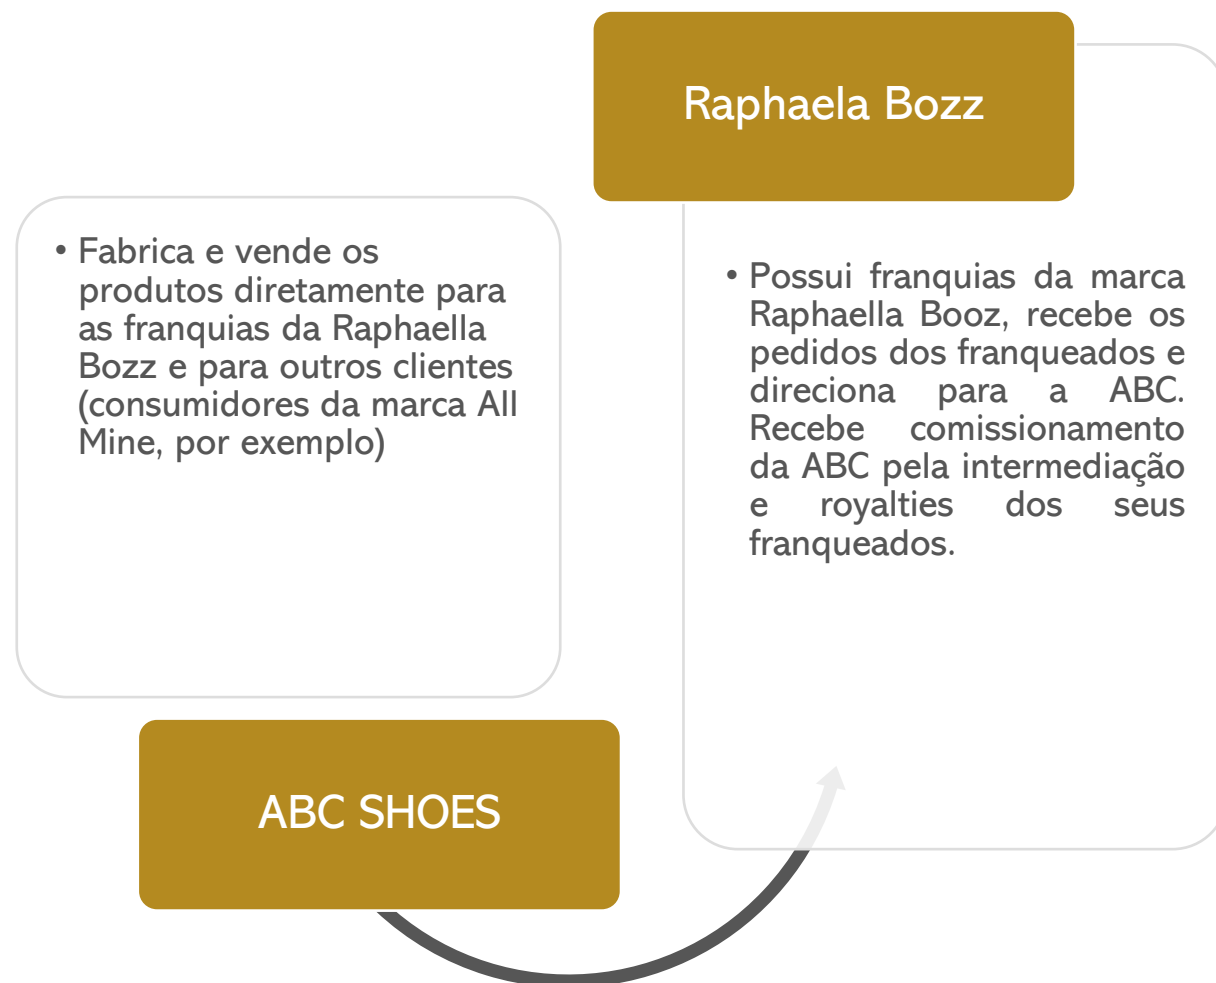 Raphaela Bozz
• Fabrica e vende os
produtos diretamente para
as franquias da Raphaella
Bozz e para outros clientes
(consumidores da marca All
Mine, por exemplo)
• Possui franquias da marca
Raphaella Booz, recebe os
pedidos dos franqueados e
direciona para a ABC.
Recebe comissionamento
da ABC pela intermediação
e royalties dos seus
franqueados.
ABC SHOES